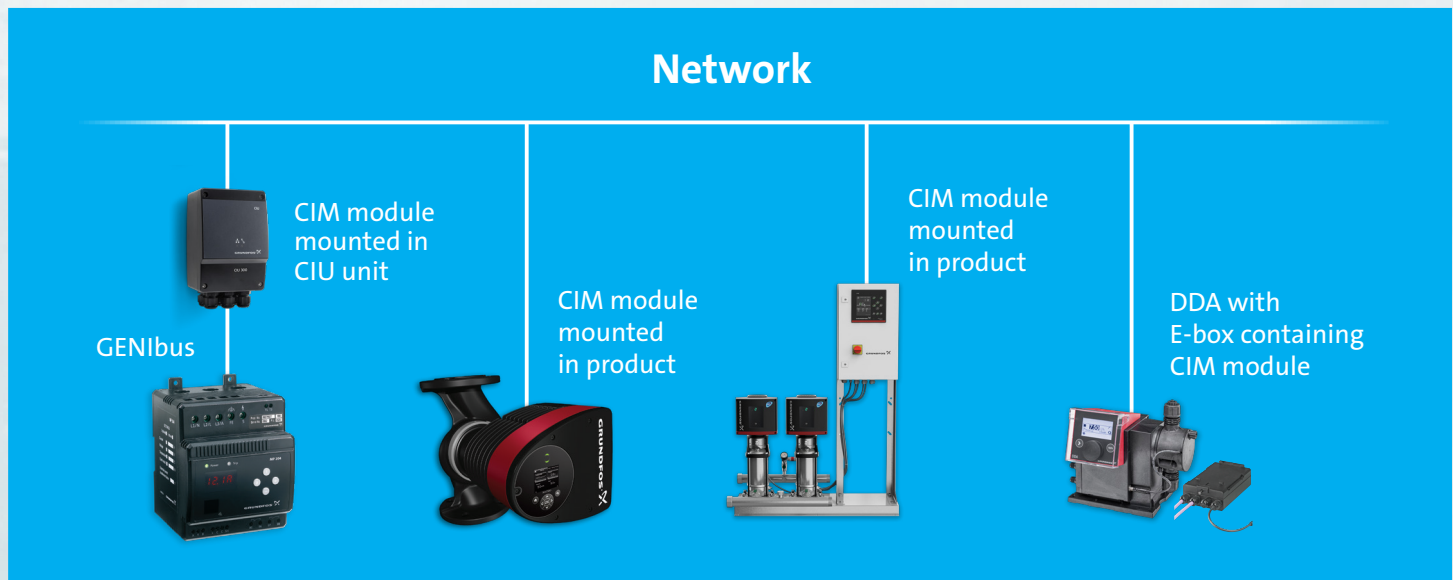 Network
CIM module
mounted in
CIU unit
GENIbus
CIM module
mounted
in product
CIM module
mounted
in product
DDA with
E-box containing
CIM module
GRUNDFOS